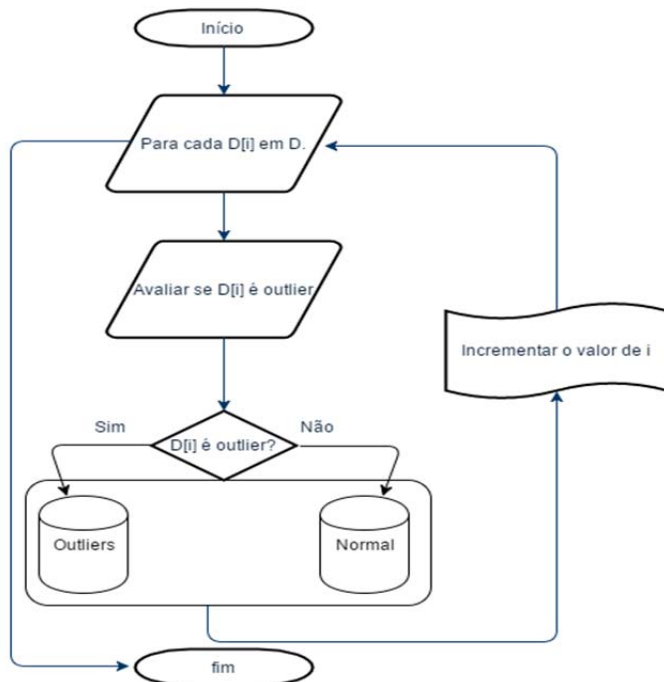 Início
Para cada D[i] em D.
Avaliar se D[i] é outlier
Incrementar o valor de i
Sim
Não
D[i] é outlier?
Outliers
Normal
fim